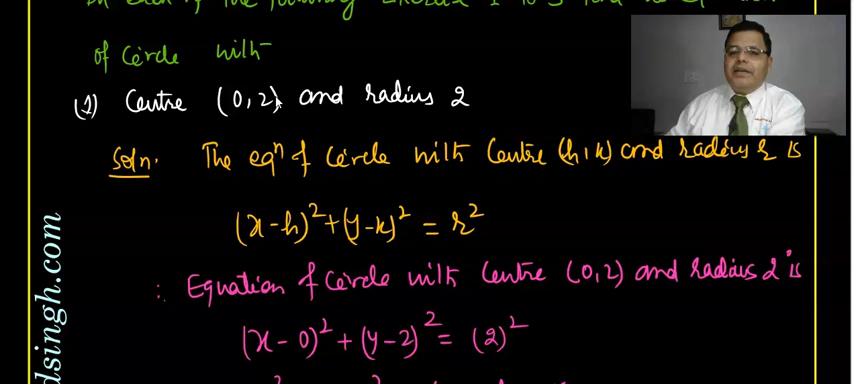 of Circle with
(1) Centre (0,2) and radius 2
Soln. The eqn of Circle with Centre (h,k) and radius r is
(x-h)²+(y-k)² = r²
∴ Equation of Circle with Centre (0,2) and radius 2 is
(x-0)² + (y-2)² = (2)²
dsingh.com